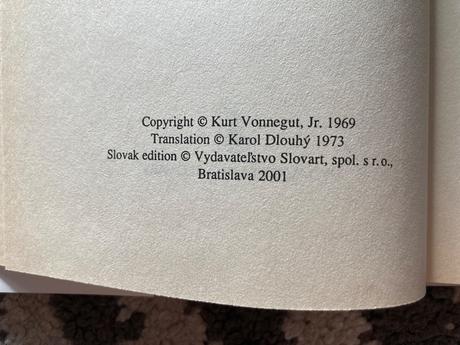 Copyright © Kurt Vonnegut, Jr. 1969
Translation © Karol Dlouhý 1973
Slovak edition © Vydavateľstvo Slovart, spol. s r.o.,
Bratislava 2001